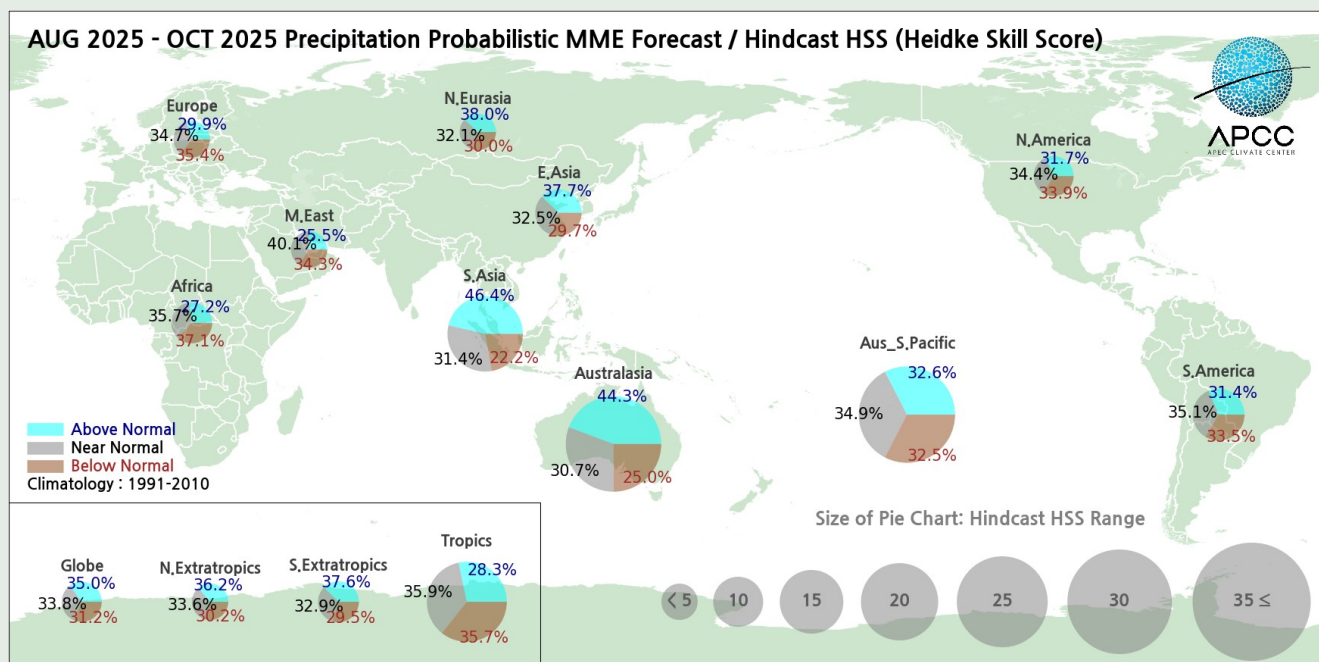 AUG 2025 - OCT 2025 Precipitation Probabilistic MME Forecast / Hindcast HSS (Heidke Skill Score)
APCC
APEC CLIMATE CENTER
Europe
29.9%
34.7%
35.4%
N.Eurasia
38.0%
32.1%
30.0%
N.America
31.7%
34.4%
33.9%
E.Asia
37.7%
32.5%
29.7%
M.East
25.5%
40.1%
34.3%
S.Asia
46.4%
31.4%
22.2%
Africa
27.2%
35.7%
37.1%
Australasia
44.3%
30.7%
25.0%
Aus_S.Pacific
32.6%
34.9%
32.5%
S.America
31.4%
35.1%
33.5%
Above Normal
Near Normal
Below Normal
Climatology : 1991-2010
Globe
35.0%
33.8%
31.2%
N.Extratropics
36.2%
33.6%
30.2%
S.Extratropics
37.6%
32.9%
29.5%
Tropics
28.3%
35.9%
35.7%
Size of Pie Chart: Hindcast HSS Range
< 5
10
15
20
25
30
35 ≤